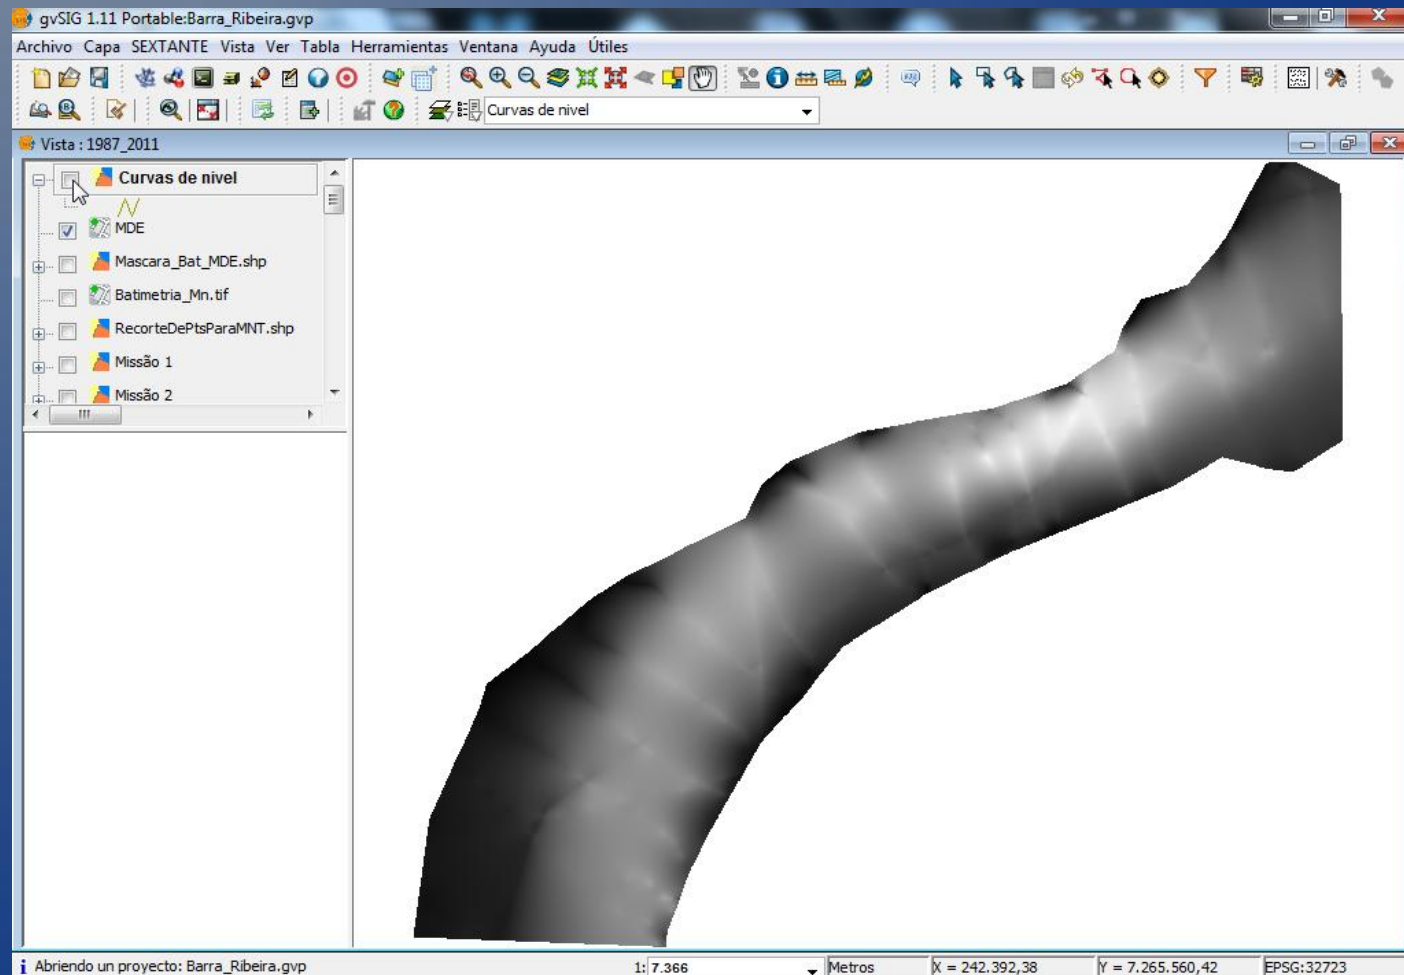 gvSIG 1.11 Portable:Barra_Ribeira.gvp
Archivo Capa SEXTANTE Vista Ver Tabla Herramientas Ventana Ayuda Útiles
Curvas de nivel
Vista : 1987_2011
Curvas de nivel
MDE
Mascara_Bat_MDE.shp
Batimetria_Mn.tif
RecorteDePtsParaMNT.shp
Missão 1
Missão 2
Abriendo un proyecto: Barra_Ribeira.gvp 1: 7.366 Metros X = 242.392,38 Y = 7.265.560,42 EPSG:32723